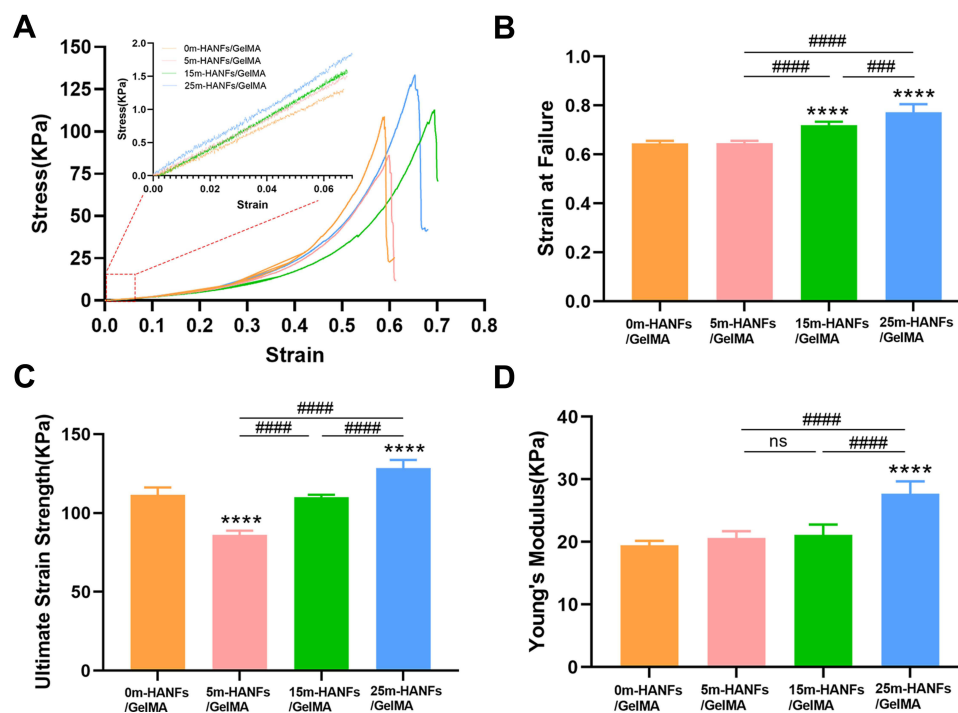 A
150
125
100
75
50
25
0
Stress(KPa)
0.0 0.1 0.2 0.3 0.4 0.5 0.6 0.7 0.8
Strain
2.0
1.5
1.0
0.5
0.0
Stress(KPa)
0.00 0.02 0.04 0.06
Strain
0m-HANFs/GelMA
5m-HANFs/GelMA
15m-HANFs/GelMA
25m-HANFs/GelMA
B
####
#### ###
**** ****
1.0
0.8
0.6
0.4
0.2
0.0
Strain at Failure
0m-HANFs 5m-HANFs 15m-HANFs 25m-HANFs
/GelMA /GelMA /GelMA /GelMA
C
####
#### ####
****
****
150
100
50
0
Ultimate Strain Strength(KPa)
0m-HANFs 5m-HANFs 15m-HANFs 25m-HANFs
/GelMA /GelMA /GelMA /GelMA
D
####
ns ####
****
40
30
20
10
0
Young's Modulus(KPa)
0m-HANFs 5m-HANFs 15m-HANFs 25m-HANFs
/GelMA /GelMA /GelMA /GelMA